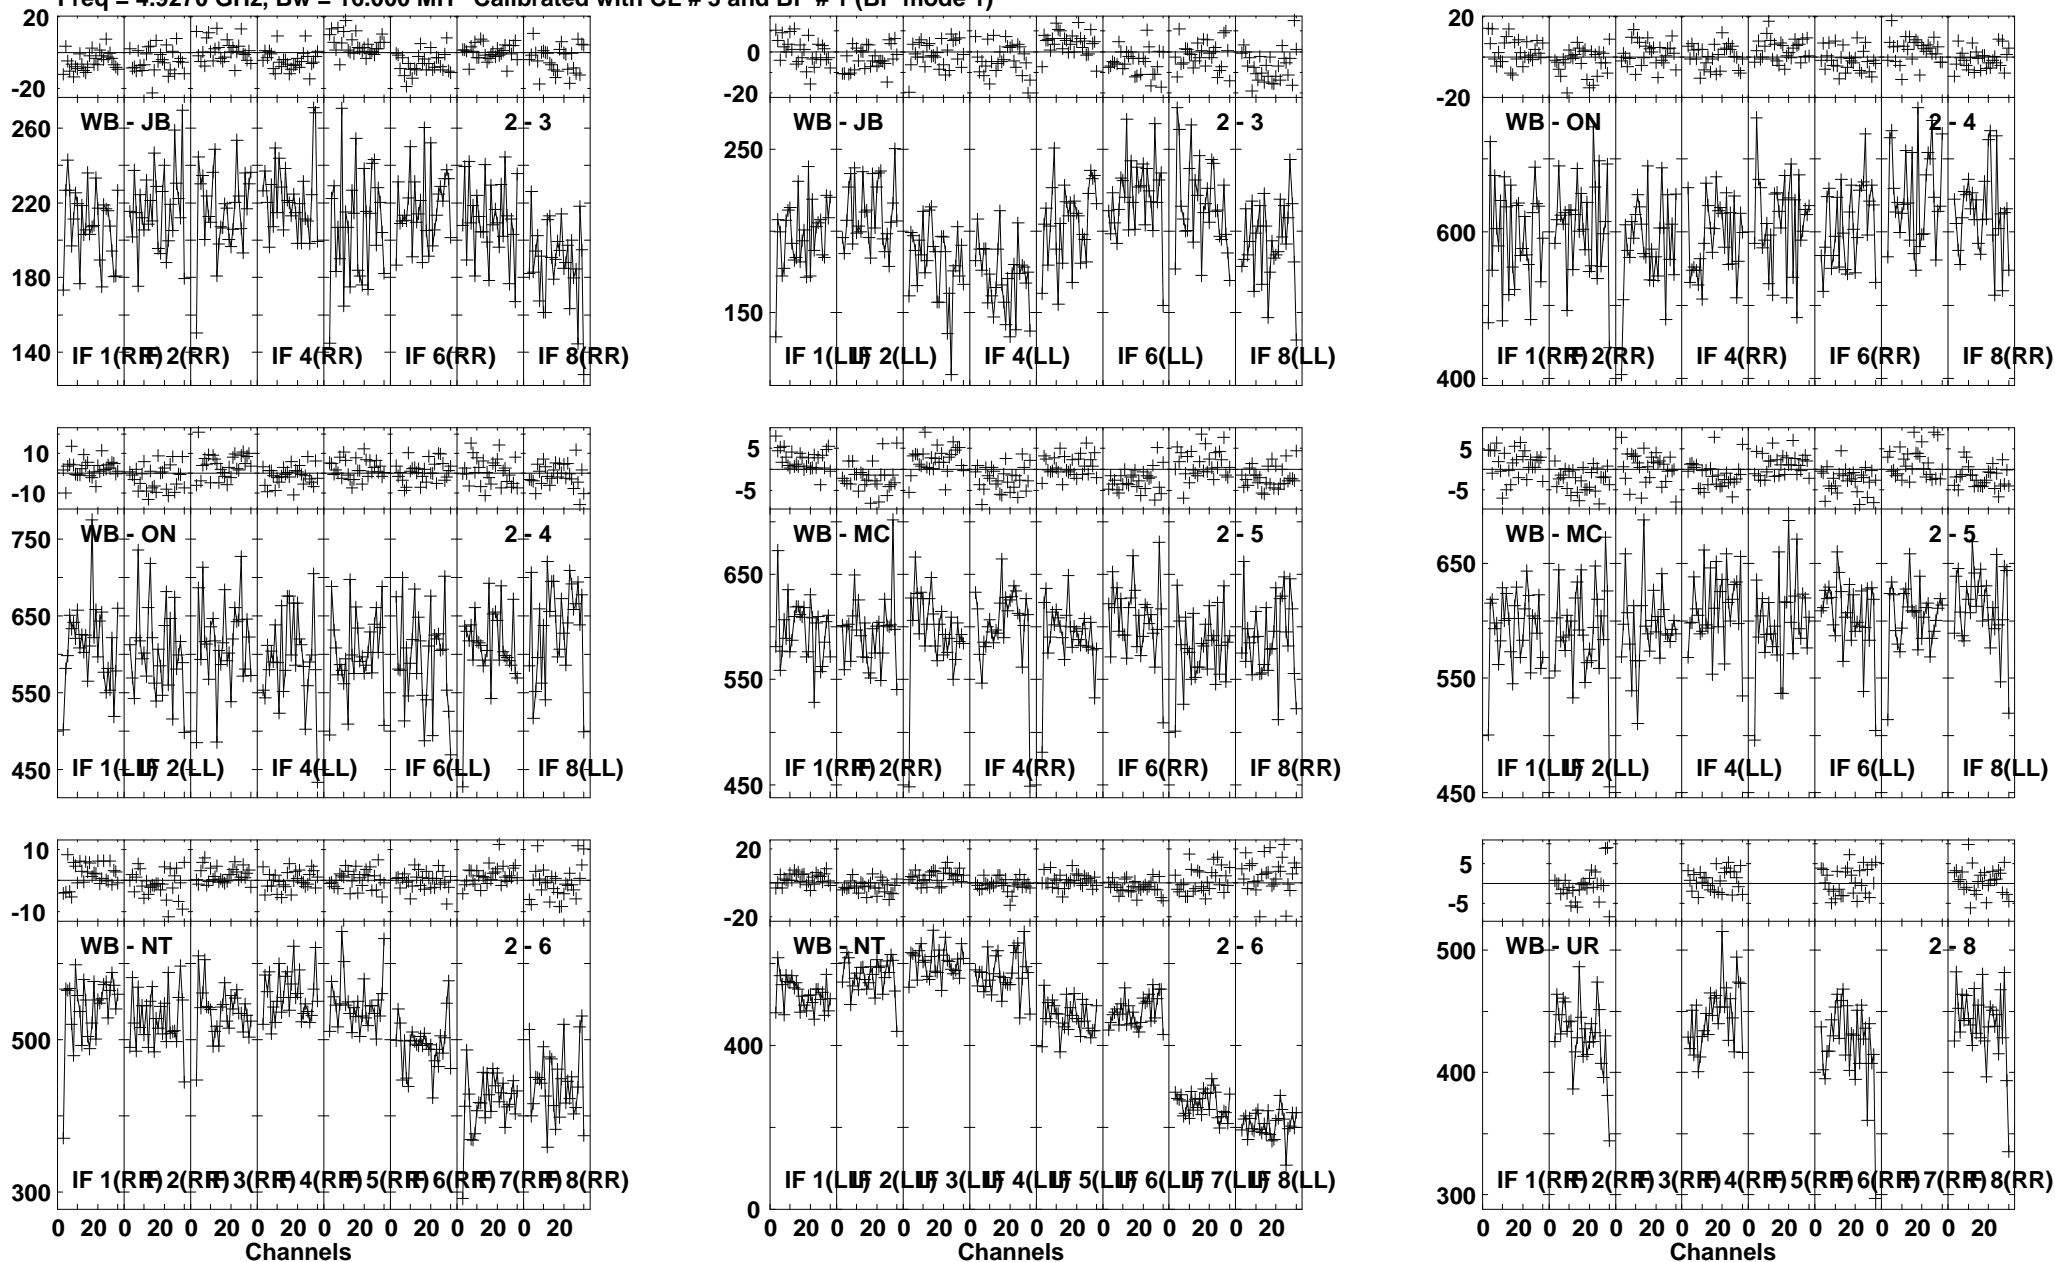 Freq = 4.9270 GHz, Bw = 16.000 MH Calibrated with CL # 3 and BP # 1 (BP mode 1)
20
-20
260
220
180
140
WB - JB 2 - 3
IF 1(RR) IF 2(RR) IF 4(RR) IF 6(RR) IF 8(RR)
20
0
-20
250
150
WB - JB 2 - 3
IF 1(LL) IF 2(LL) IF 4(LL) IF 6(LL) IF 8(LL)
20
-20
600
400
WB - ON 2 - 4
IF 1(RR) IF 2(RR) IF 4(RR) IF 6(RR) IF 8(RR)
10
-10
750
650
550
450
WB - ON 2 - 4
IF 1(LL) IF 2(LL) IF 4(LL) IF 6(LL) IF 8(LL)
5
-5
650
550
450
WB - MC 2 - 5
IF 1(RR) IF 2(RR) IF 4(RR) IF 6(RR) IF 8(RR)
5
-5
650
550
450
WB - MC 2 - 5
IF 1(LL) IF 2(LL) IF 4(LL) IF 6(LL) IF 8(LL)
10
-10
500
300
WB - NT 2 - 6
IF 1(RR) IF 2(RR) IF 3(RR) IF 4(RR) IF 5(RR) IF 6(RR) IF 7(RR) IF 8(RR)
0 20 0 20 0 20 0 20 0 20 0 20 0 20 0 20
Channels
20
-20
400
0
WB - NT 2 - 6
IF 1(LL) IF 2(LL) IF 3(LL) IF 4(LL) IF 5(LL) IF 6(LL) IF 7(LL) IF 8(LL)
0 20 0 20 0 20 0 20 0 20 0 20 0 20 0 20
Channels
5
-5
500
400
300
WB - UR 2 - 8
IF 1(RR) IF 2(RR) IF 3(RR) IF 4(RR) IF 5(RR) IF 6(RR) IF 7(RR) IF 8(RR)
0 20 0 20 0 20 0 20 0 20 0 20 0 20 0 20
Channels